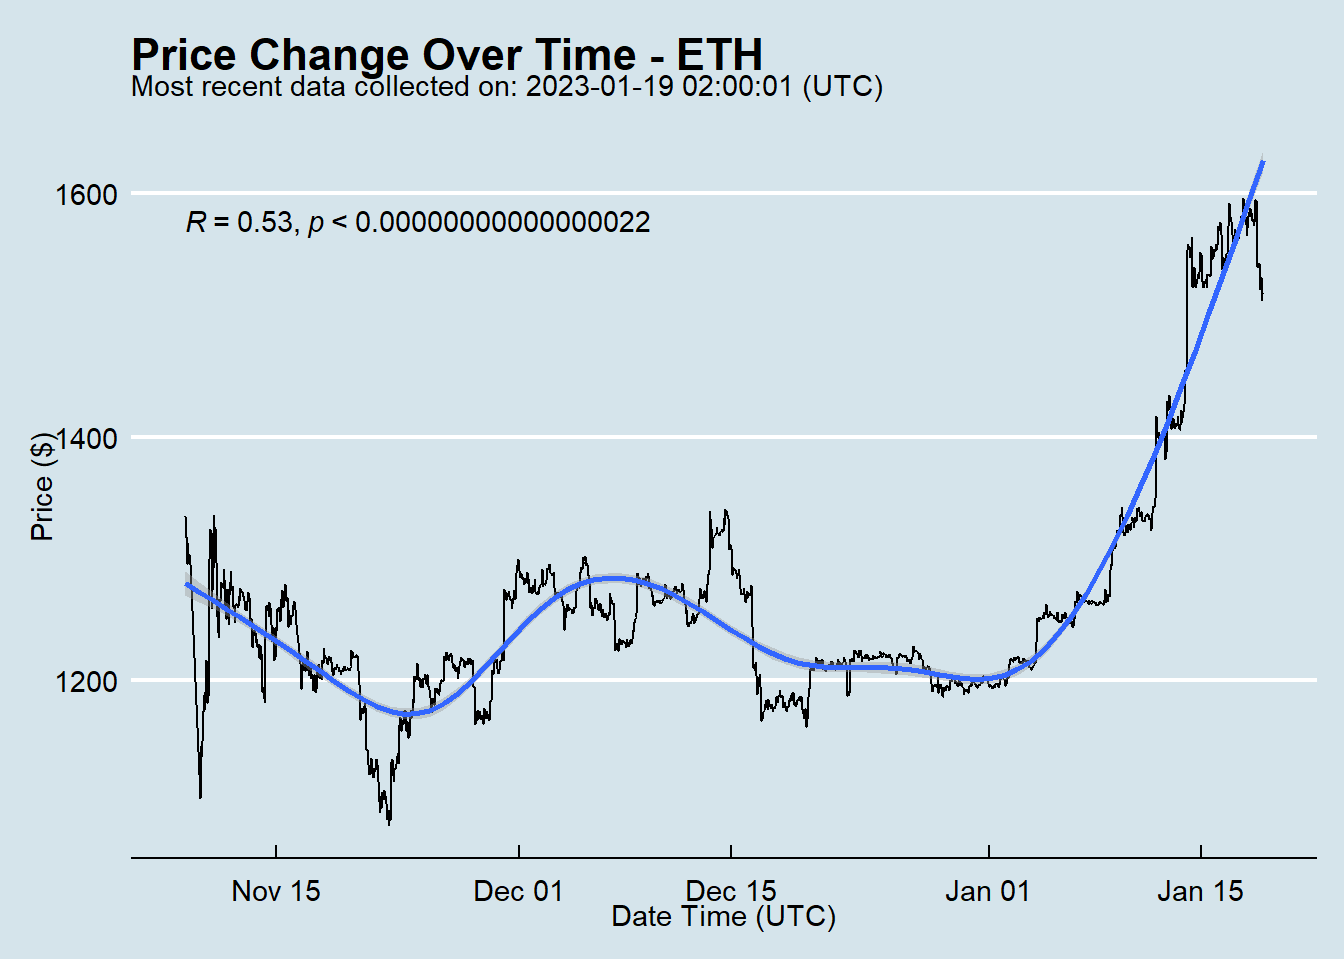 Price Change Over Time - ETH
Most recent data collected on: 2023-01-19 02:00:01 (UTC)
1600
R = 0.53, p < 0.00000000000000022
1400
Price ($)
1200
Nov 15
Dec 01
Dec 15
Jan 01
Jan 15
Date Time (UTC)